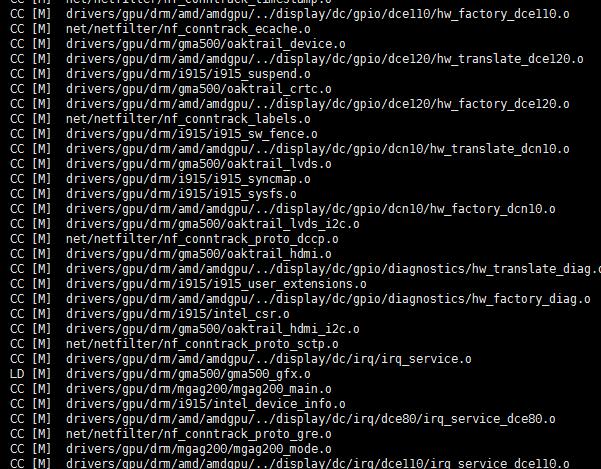 CC [M] net/netfilter/nf_conntrack_timestamp.o
CC [M] drivers/gpu/drm/amd/amdgpu/../display/dc/gpio/dce110/hw_factory_dce110.o
CC [M] net/netfilter/nf_conntrack_ecache.o
CC [M] drivers/gpu/drm/gma500/oaktrail_device.o
CC [M] drivers/gpu/drm/amd/amdgpu/../display/dc/gpio/dce120/hw_translate_dce120.o
CC [M] drivers/gpu/drm/i915/i915_suspend.o
CC [M] drivers/gpu/drm/gma500/oaktrail_crtc.o
CC [M] drivers/gpu/drm/amd/amdgpu/../display/dc/gpio/dce120/hw_factory_dce120.o
CC [M] net/netfilter/nf_conntrack_labels.o
CC [M] drivers/gpu/drm/i915/i915_sw_fence.o
CC [M] drivers/gpu/drm/amd/amdgpu/../display/dc/gpio/dcn10/hw_translate_dcn10.o
CC [M] drivers/gpu/drm/gma500/oaktrail_lvds.o
CC [M] drivers/gpu/drm/i915/i915_syncmap.o
CC [M] drivers/gpu/drm/i915/i915_sysfs.o
CC [M] drivers/gpu/drm/amd/amdgpu/../display/dc/gpio/dcn10/hw_factory_dcn10.o
CC [M] drivers/gpu/drm/gma500/oaktrail_lvds_i2c.o
CC [M] net/netfilter/nf_conntrack_proto_dccp.o
CC [M] drivers/gpu/drm/gma500/oaktrail_hdmi.o
CC [M] drivers/gpu/drm/amd/amdgpu/../display/dc/gpio/diagnostics/hw_translate_diag.o
CC [M] drivers/gpu/drm/i915/i915_user_extensions.o
CC [M] drivers/gpu/drm/amd/amdgpu/../display/dc/gpio/diagnostics/hw_factory_diag.o
CC [M] drivers/gpu/drm/i915/intel_csr.o
CC [M] drivers/gpu/drm/gma500/oaktrail_hdmi_i2c.o
CC [M] net/netfilter/nf_conntrack_proto_sctp.o
CC [M] drivers/gpu/drm/amd/amdgpu/../display/dc/irq/irq_service.o
LD [M] drivers/gpu/drm/gma500/gma500_gfx.o
CC [M] drivers/gpu/drm/mgag200/mgag200_main.o
CC [M] drivers/gpu/drm/i915/intel_device_info.o
CC [M] drivers/gpu/drm/amd/amdgpu/../display/dc/irq/dce80/irq_service_dce80.o
CC [M] net/netfilter/nf_conntrack_proto_gre.o
CC [M] drivers/gpu/drm/mgag200/mgag200_mode.o
CC [M] drivers/gpu/drm/amd/amdgpu/../display/dc/irq/dce110/irq_service_dce110.o